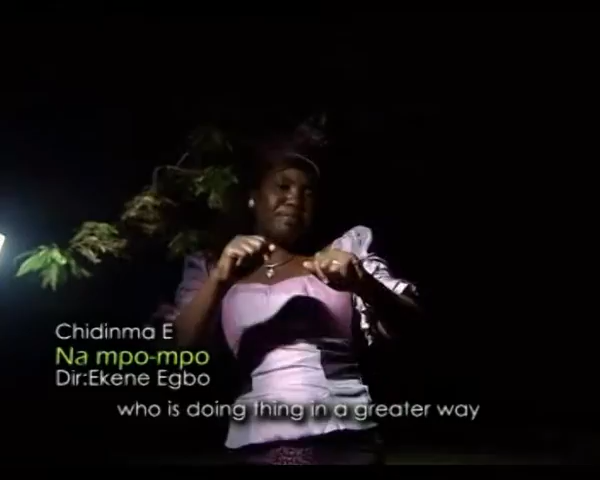 Chidinma E
Na mpo-mpo
Dir:Ekene Egbo
who is doing thing in a greater way